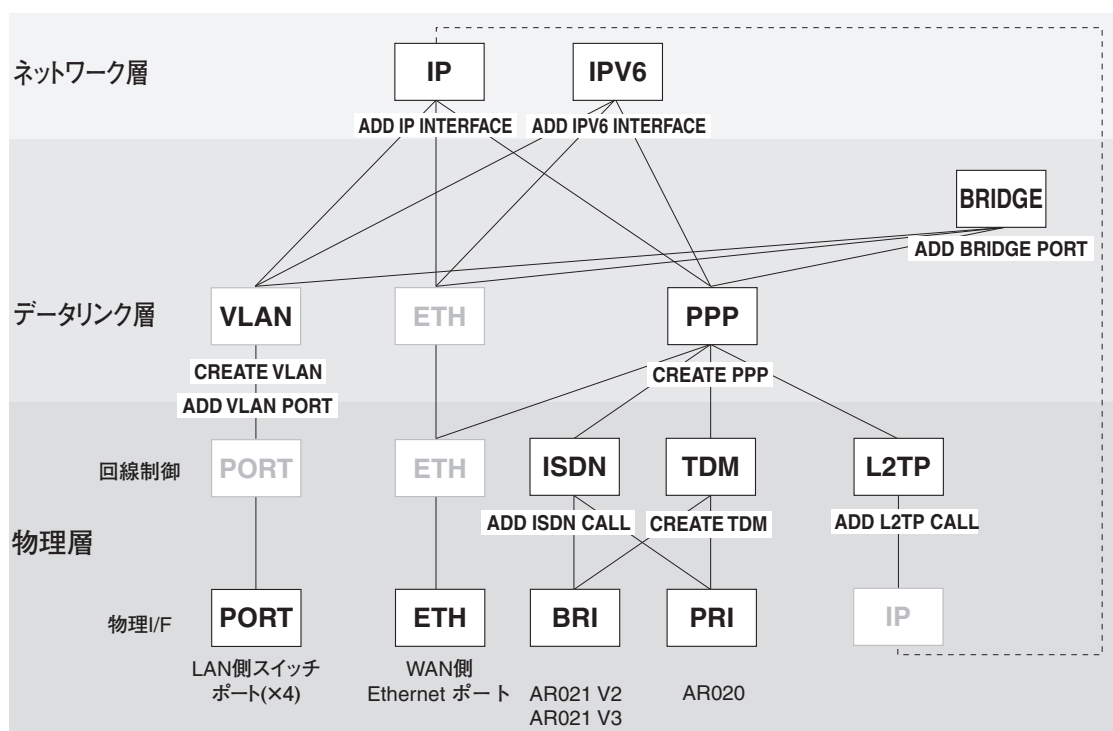 ネットワーク層
IP
IPV6
ADD IP INTERFACE
ADD IPV6 INTERFACE
BRIDGE
ADD BRIDGE PORT
データリンク層
VLAN
ETH
PPP
CREATE VLAN
CREATE PPP
ADD VLAN PORT
回線制御
PORT
ETH
ISDN
TDM
L2TP
ADD ISDN CALL
CREATE TDM
ADD L2TP CALL
物理層
物理I/F
PORT
ETH
BRI
PRI
IP
LAN側スイッチ
ポート(×4)
WAN側
Ethernet ポート
AR021 V2
AR021 V3
AR020